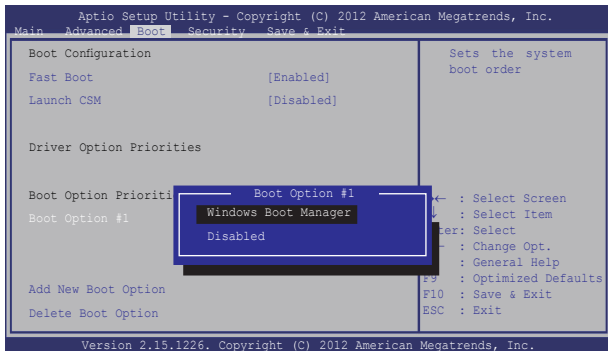 Aptio Setup Utility - Copyright (C) 2012 American Megatrends, Inc.
Main Advanced Boot Security Save & Exit
Boot Configuration
Fast Boot [Enabled]
Launch CSM [Disabled]
Driver Option Priorities
Boot Option Prioriti
Boot Option #1
Add New Boot Option
Delete Boot Option
Boot Option #1
Windows Boot Manager
Disabled
Sets the system
boot order
→← : Select Screen
: Select Item
ter: Select
: Change Opt.
: General Help
F9 : Optimized Defaults
F10 : Save & Exit
ESC : Exit
Version 2.15.1226. Copyright (C) 2012 American Megatrends, Inc.